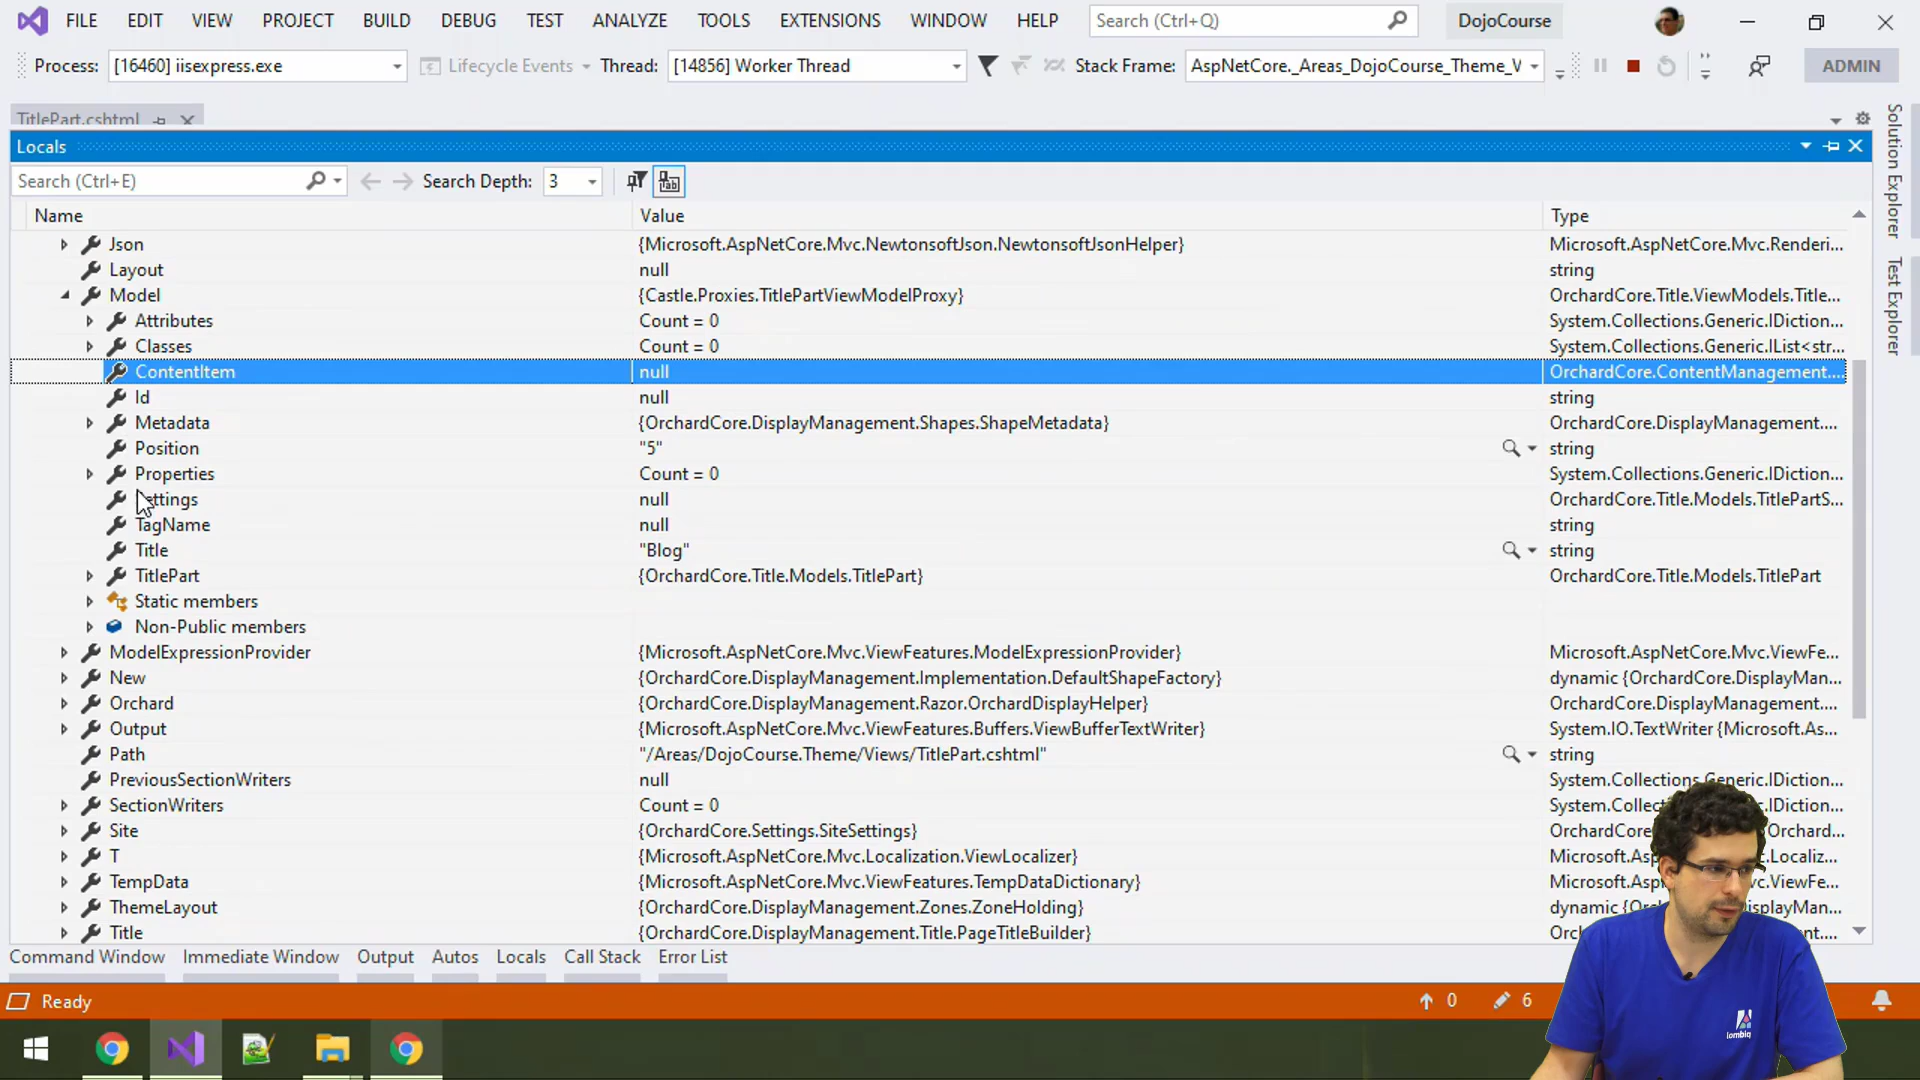 FILE EDIT VIEW PROJECT BUILD DEBUG TEST ANALYZE TOOLS EXTENSIONS WINDOW HELP Search (Ctrl+Q) DojoCourse
Process: [16460] iisexpress.exe Lifecycle Events Thread: [14856] Worker Thread Stack Frame: AspNetCore._Areas_DojoCourse_Theme_V ADMIN
TitlePart.cshtml
Locals
Search (Ctrl+E) Search Depth: 3
Name Value Type
Json {Microsoft.AspNetCore.Mvc.NewtonsoftJson.NewtonsoftJsonHelper} Microsoft.AspNetCore.Mvc.Renderi...
Layout null string
Model {Castle.Proxies.TitlePartViewModelProxy} OrchardCore.Title.ViewModels.Title...
Attributes Count = 0 System.Collections.Generic.IDiction...
Classes Count = 0 System.Collections.Generic.IList<str...
ContentItem null OrchardCore.ContentManagement....
Id null string
Metadata {OrchardCore.DisplayManagement.Shapes.ShapeMetadata} OrchardCore.DisplayManagement....
Position "5" string
Properties Count = 0 System.Collections.Generic.IDiction...
Settings null OrchardCore.Title.Models.TitlePartS...
TagName null string
Title "Blog" string
TitlePart {OrchardCore.Title.Models.TitlePart} OrchardCore.Title.Models.TitlePart
Static members
Non-Public members
ModelExpressionProvider {Microsoft.AspNetCore.Mvc.ViewFeatures.ModelExpressionProvider} Microsoft.AspNetCore.Mvc.ViewFe...
New {OrchardCore.DisplayManagement.Implementation.DefaultShapeFactory} dynamic {OrchardCore.DisplayMan...
Orchard {OrchardCore.DisplayManagement.Razor.OrchardDisplayHelper} OrchardCore.DisplayManagement....
Output {Microsoft.AspNetCore.Mvc.ViewFeatures.Buffers.ViewBufferTextWriter} System.IO.TextWriter {Microsoft.As...
Path "/Areas/DojoCourse.Theme/Views/TitlePart.cshtml" string
PreviousSectionWriters null System.Collections.Generic.IDiction...
SectionWriters Count = 0 IDiction...
Site {OrchardCore.Settings.SiteSettings} Orchard...
T {Microsoft.AspNetCore.Mvc.Localization.ViewLocalizer} Localiz...
TempData {Microsoft.AspNetCore.Mvc.ViewFeatures.TempDataDictionary} ViewFe...
ThemeLayout {OrchardCore.DisplayManagement.Zones.ZoneHolding} dynamic
Title {OrchardCore.DisplayManagement.Title.PageTitleBuilder}
Command Window Immediate Window Output Autos Locals Call Stack Error List
Ready 0 6
Solution Explorer
Test Explorer
lombiq